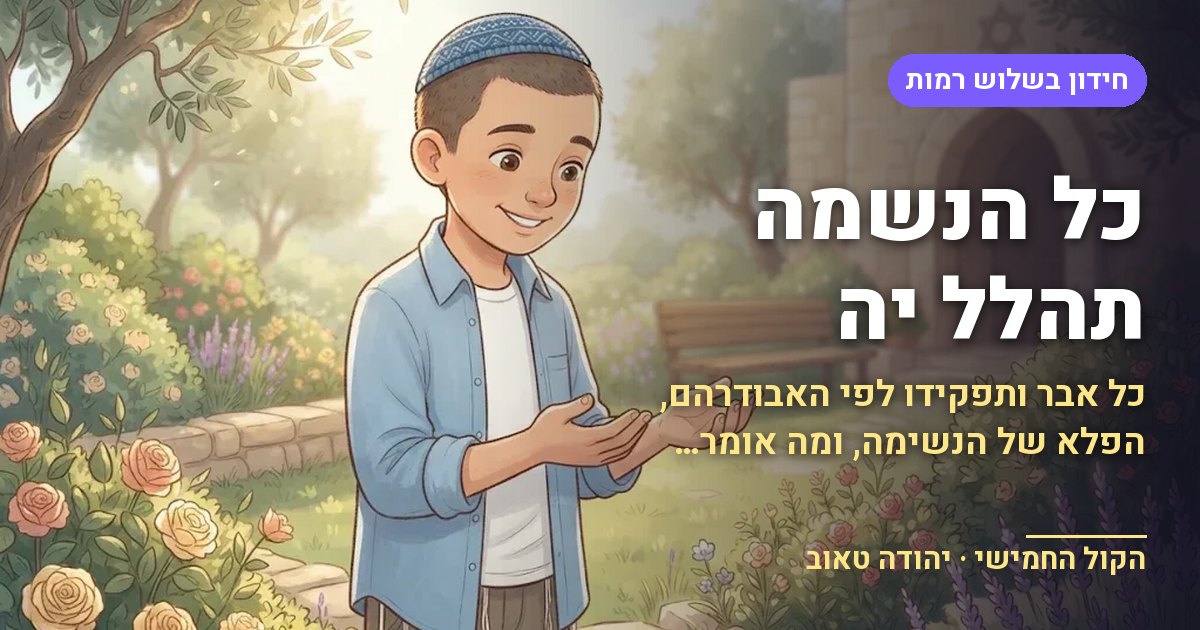 חידון בשלוש רמות
כל הנשמה
תהלל יה
כל אבר ותפקידו לפי האבודרהם,
הפלא של הנשימה, ומה אומר...
הקול החמישי · יהודה טאוב